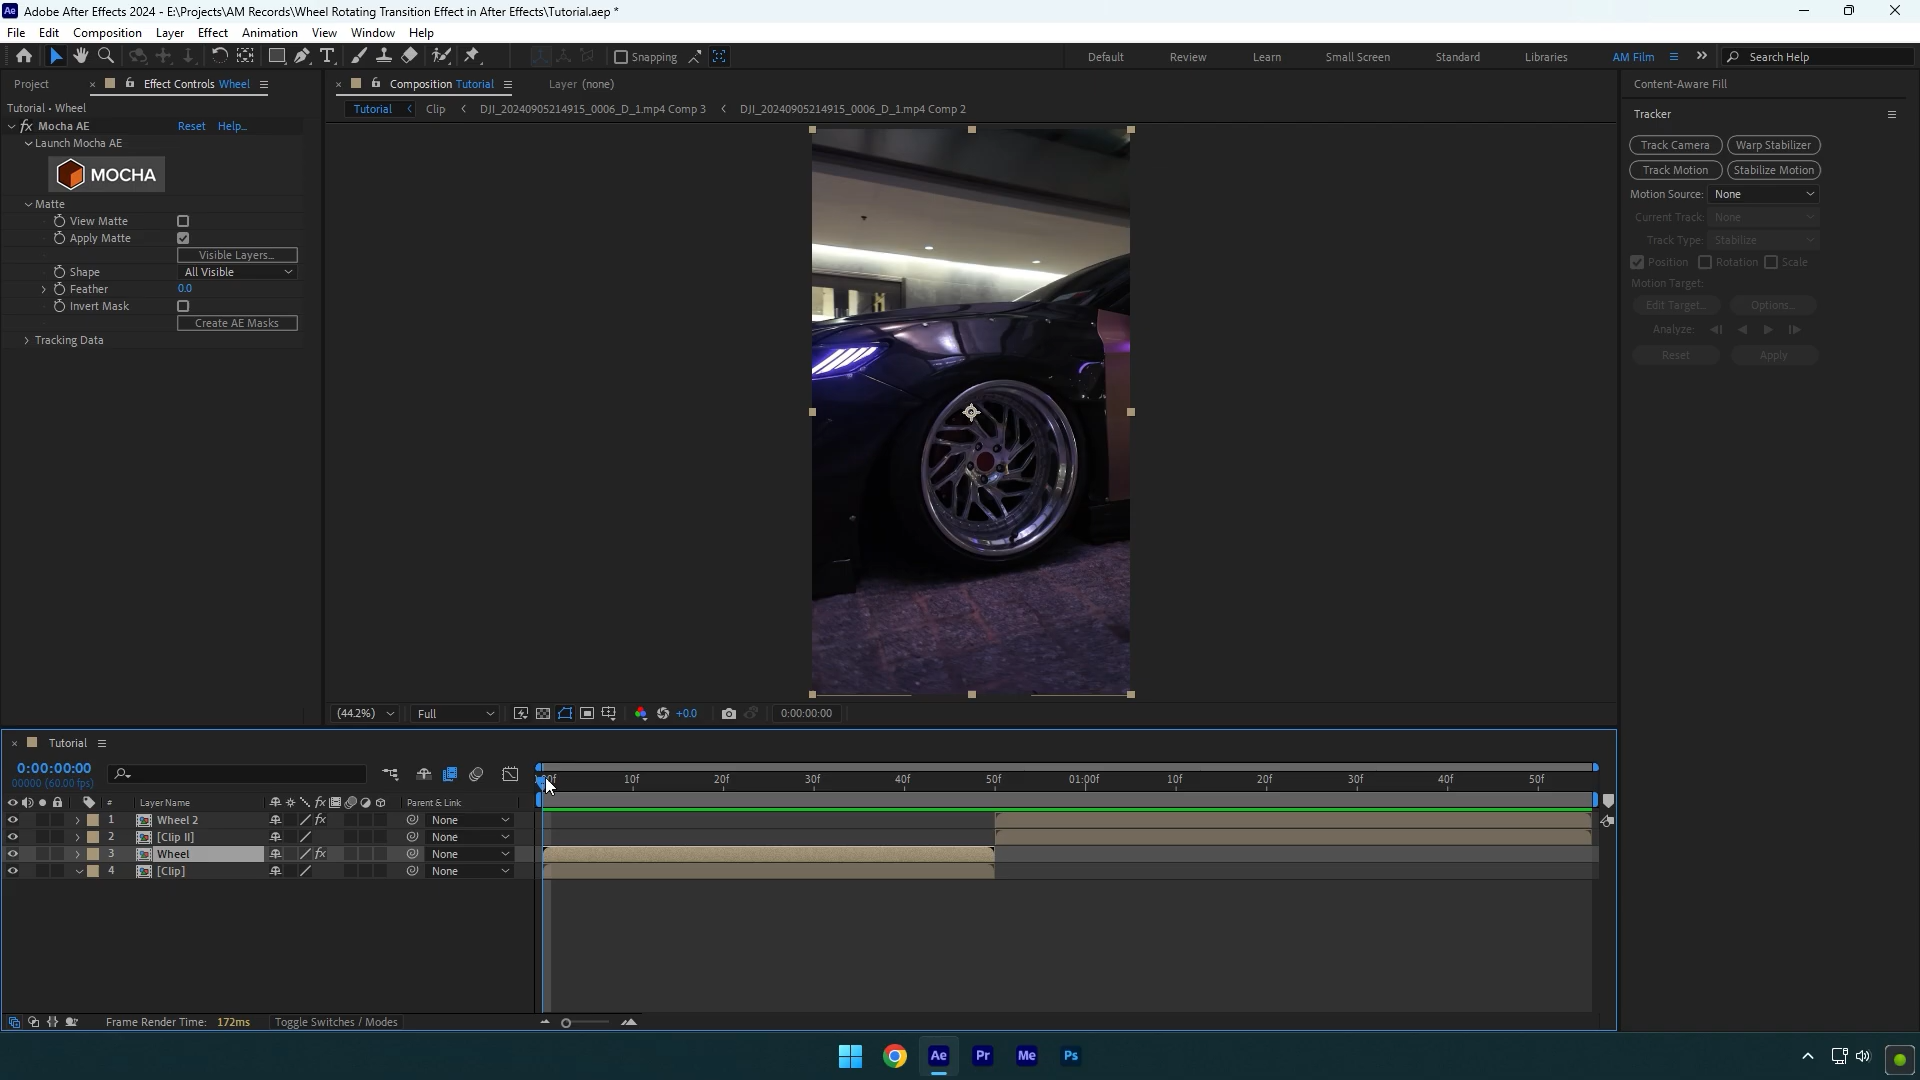 Adobe After Effects 2024 - E:\Projects\AM Records\Wheel Rotating Transition Effect in After Effects\Tutorial.aep *
File Edit Composition Layer Effect Animation View Window Help
Snapping
Default Review Learn Small Screen Standard Libraries AM Film Search Help
Project Effect Controls Wheel
Composition Tutorial Layer (none)
Content-Aware Fill
Tutorial • Wheel
Tutorial Clip DJI_20240905214915_0006_D_1.mp4 Comp 3 DJI_20240905214915_0006_D_1.mp4 Comp 2
Tracker
fx Mocha AE Reset Help...
Launch Mocha AE
MOCHA
Matte
View Matte
Apply Matte
Visible Layers...
Shape All Visible
Feather 0.0
Invert Mask
Create AE Masks
Tracking Data
Track Camera Warp Stabilizer
Track Motion Stabilize Motion
Motion Source: None
Current Track: None
Track Type: Stabilize
Position Rotation Scale
Motion Target:
Edit Target... Options...
Analyze:
Reset Apply
(44.2%) Full +0.0 0:00:00:00
Tutorial
0:00:00:00
00000 (60.00 fps)
10f 20f 30f 40f 50f 01:00f 10f 20f 30f 40f 50f
# Layer Name fx Parent & Link
1 Wheel 2 fx None
2 [Clip II] None
3 Wheel fx None
4 [Clip] None
Frame Render Time: 172ms Toggle Switches / Modes
Ae Pr Me Ps